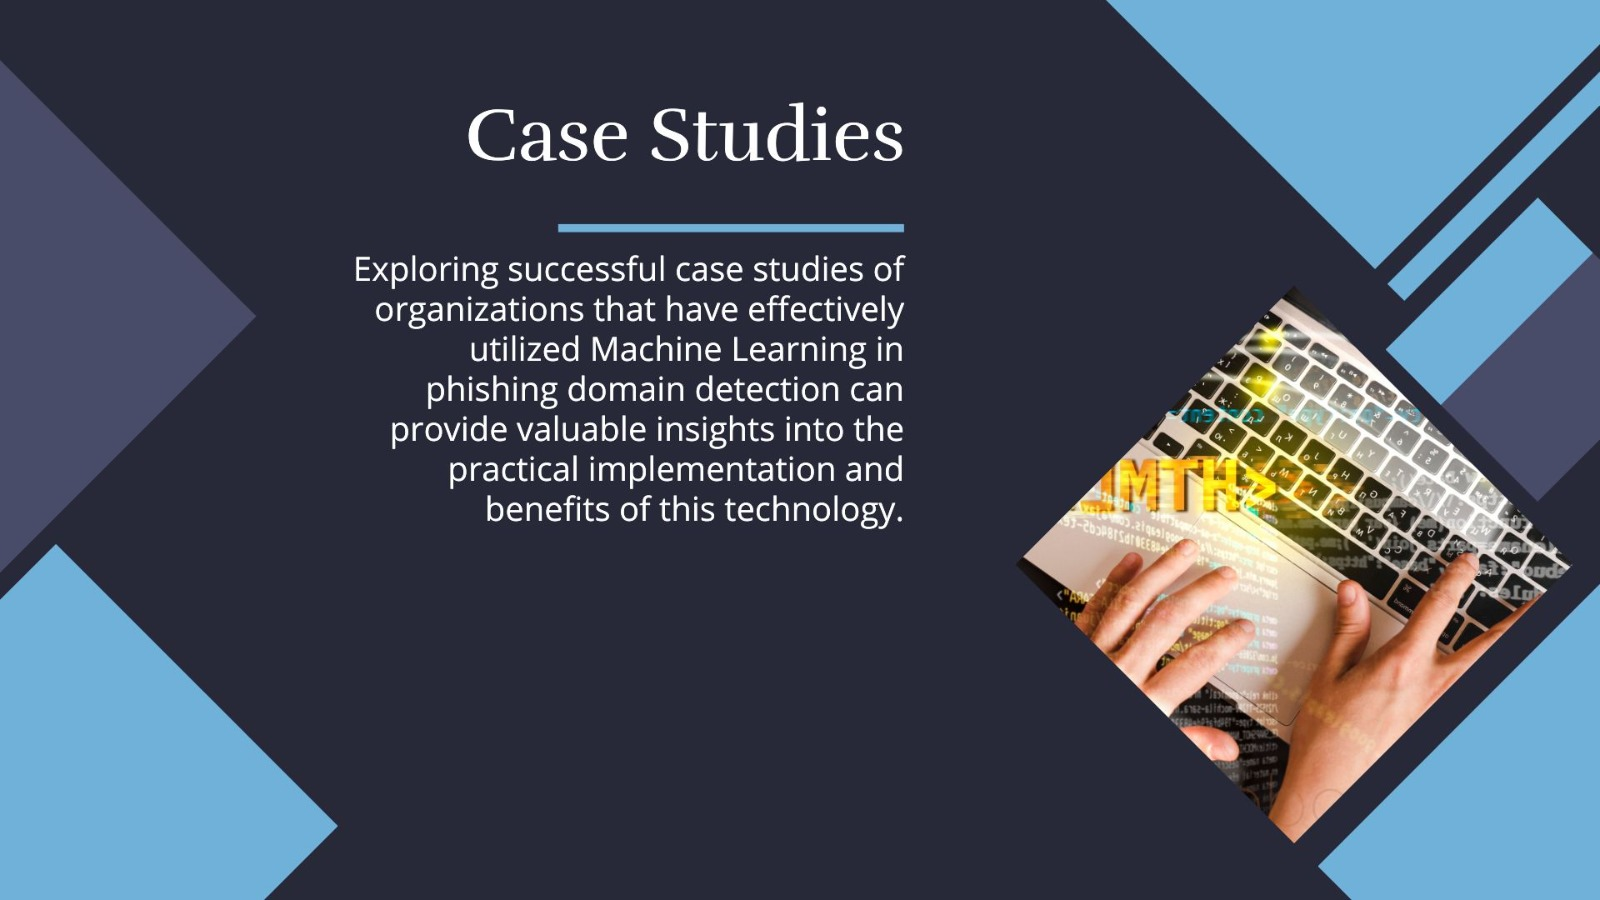 Case Studies
Exploring successful case studies of
organizations that have effectively
utilized Machine Learning in
phishing domain detection can
provide valuable insights into the
practical implementation and
benefits of this technology.